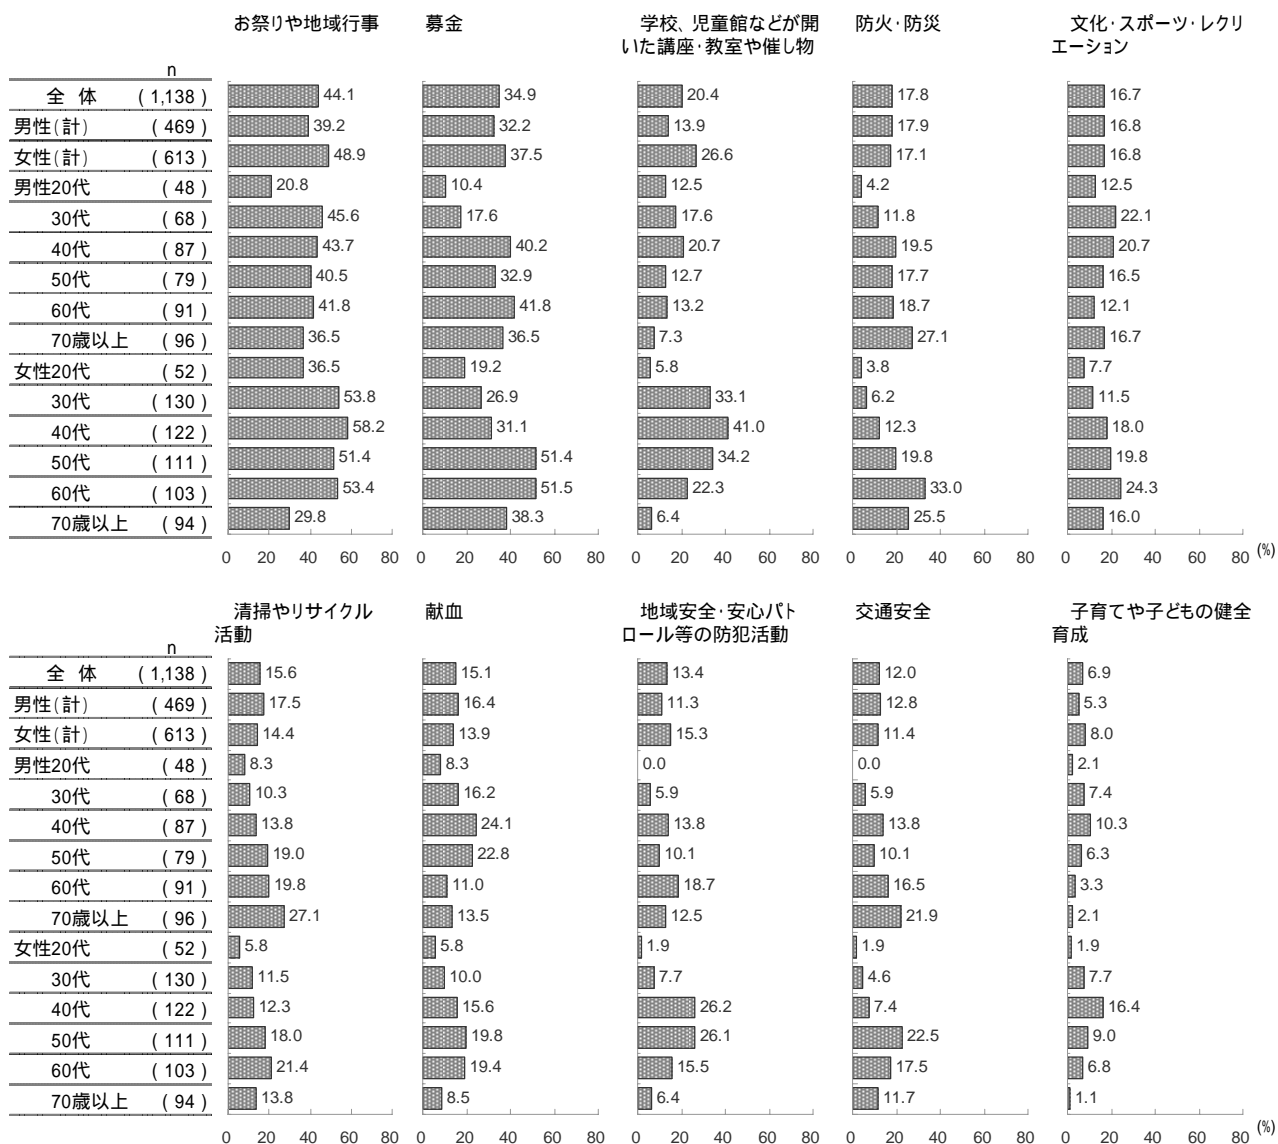 お祭りや地域行事 募金 学校、児童館などが開 防火･防災 文化･スポーツ･レクリ
いた講座･教室や催し物 エーション
n
全 体 ( 1,138 ) 44.1 34.9 20.4 17.8 16.7
男性(計) ( 469 ) 39.2 32.2 13.9 17.9 16.8
女性(計) ( 613 ) 48.9 37.5 26.6 17.1 16.8
男性20代 ( 48 ) 20.8 10.4 12.5 4.2 12.5
30代 ( 68 ) 45.6 17.6 17.6 11.8 22.1
40代 ( 87 ) 43.7 40.2 20.7 19.5 20.7
50代 ( 79 ) 40.5 32.9 12.7 17.7 16.5
60代 ( 91 ) 41.8 41.8 13.2 18.7 12.1
70歳以上 ( 96 ) 36.5 36.5 7.3 27.1 16.7
女性20代 ( 52 ) 36.5 19.2 5.8 3.8 7.7
30代 ( 130 ) 53.8 26.9 33.1 6.2 11.5
40代 ( 122 ) 58.2 31.1 41.0 12.3 18.0
50代 ( 111 ) 51.4 51.4 34.2 19.8 19.8
60代 ( 103 ) 53.4 51.5 22.3 33.0 24.3
70歳以上 ( 94 ) 29.8 38.3 6.4 25.5 16.0
0 20 40 60 80 0 20 40 60 80 0 20 40 60 80 0 20 40 60 80 0 20 40 60 80 (%)
清掃やリサイクル 献血 地域安全･安心パト 交通安全 子育てや子どもの健全
活動 ロール等の防犯活動 育成
n
全 体 ( 1,138 ) 15.6 15.1 13.4 12.0 6.9
男性(計) ( 469 ) 17.5 16.4 11.3 12.8 5.3
女性(計) ( 613 ) 14.4 13.9 15.3 11.4 8.0
男性20代 ( 48 ) 8.3 8.3 0.0 0.0 2.1
30代 ( 68 ) 10.3 16.2 5.9 5.9 7.4
40代 ( 87 ) 13.8 24.1 13.8 13.8 10.3
50代 ( 79 ) 19.0 22.8 10.1 10.1 6.3
60代 ( 91 ) 19.8 11.0 18.7 16.5 3.3
70歳以上 ( 96 ) 27.1 13.5 12.5 21.9 2.1
女性20代 ( 52 ) 5.8 5.8 1.9 1.9 1.9
30代 ( 130 ) 11.5 10.0 7.7 4.6 7.7
40代 ( 122 ) 12.3 15.6 26.2 7.4 16.4
50代 ( 111 ) 18.0 19.8 26.1 22.5 9.0
60代 ( 103 ) 21.4 19.4 15.5 17.5 6.8
70歳以上 ( 94 ) 13.8 8.5 6.4 11.7 1.1
0 20 40 60 80 0 20 40 60 80 0 20 40 60 80 0 20 40 60 80 0 20 40 60 80 (%)